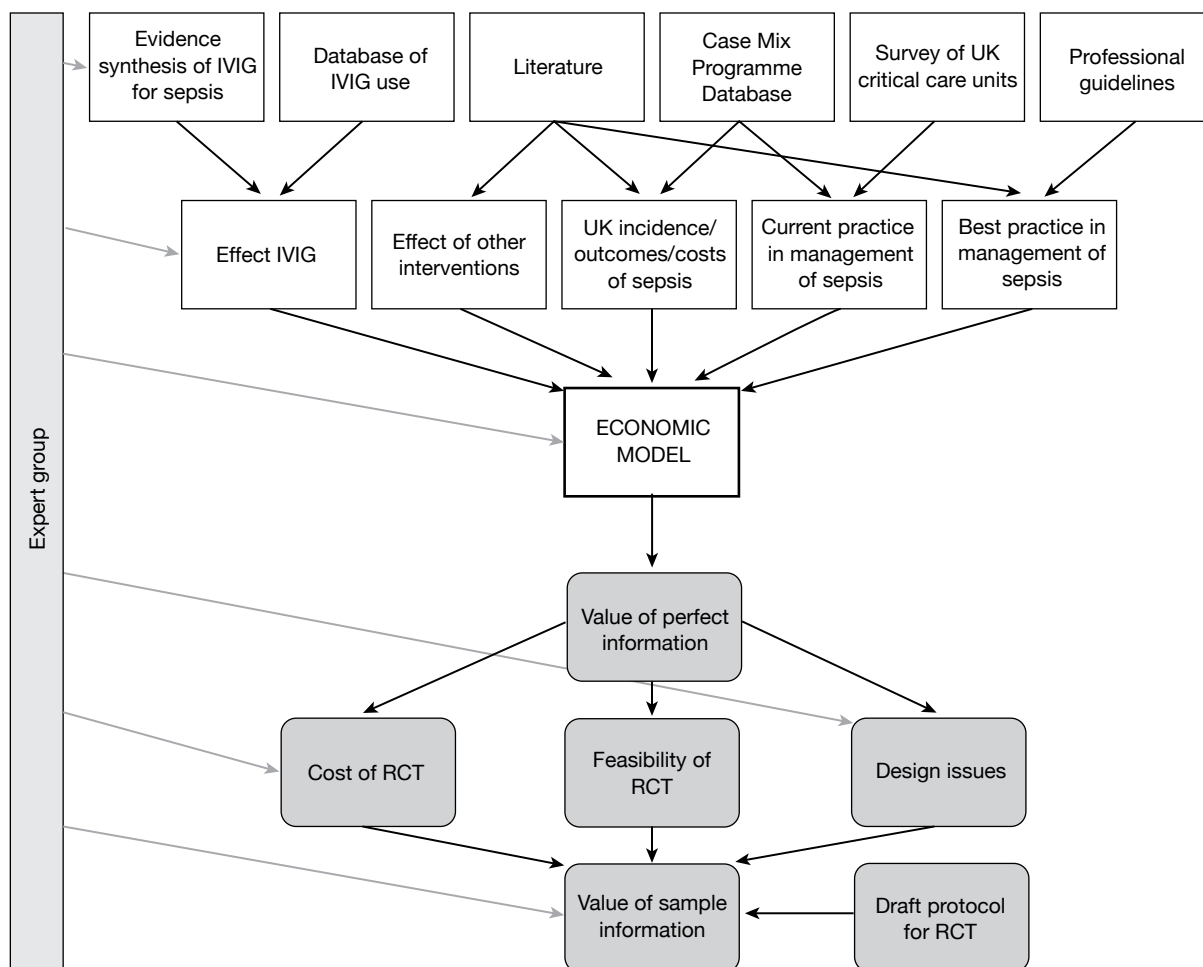 Expert group
Evidence
synthesis of IVIG
for sepsis
Database of
IVIG use
Literature
Case Mix
Programme
Database
Survey of UK
critical care units
Professional
guidelines
Effect IVIG
Effect of other
interventions
UK incidence/
outcomes/costs
of sepsis
Current practice
in management
of sepsis
Best practice in
management of
sepsis
ECONOMIC
MODEL
Value of perfect
information
Cost of RCT
Feasibility of
RCT
Design issues
Value of sample
information
Draft protocol
for RCT